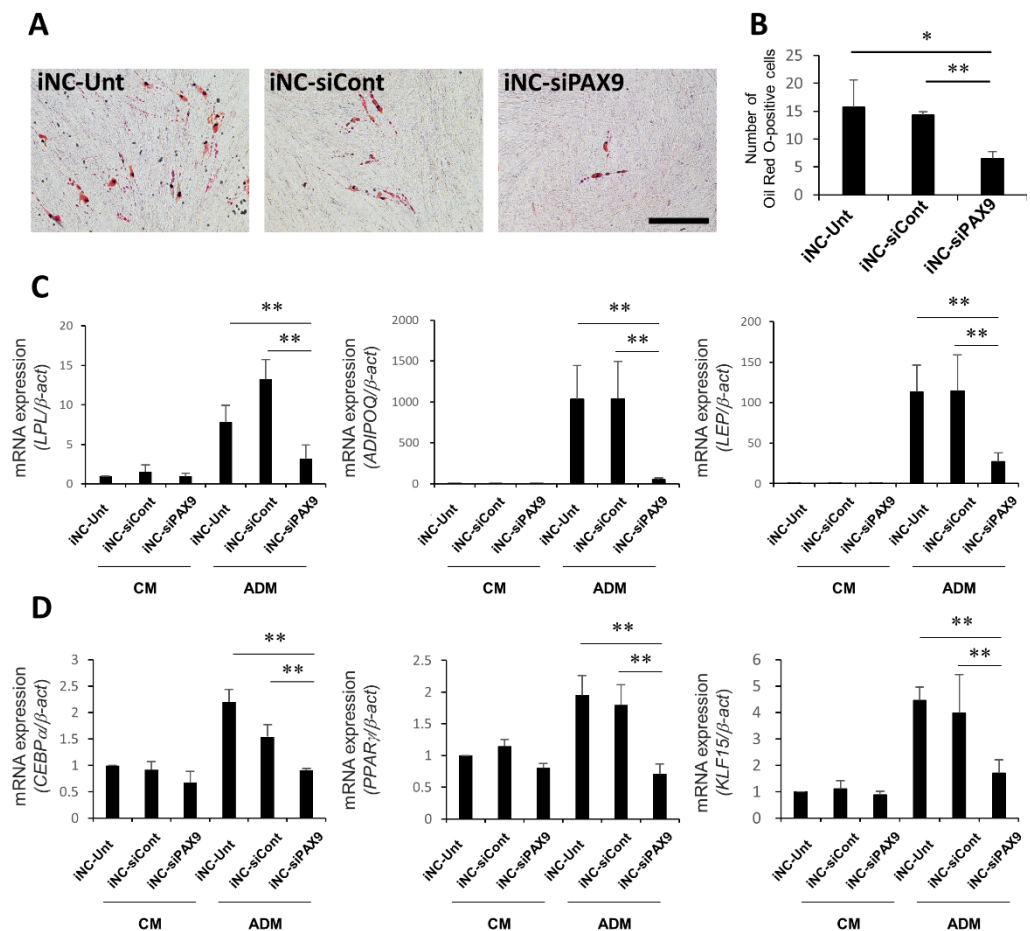 A
B
iNC-Unt
iNC-siCont
iNC-siPAX9
Number of
Oil Red O-positive cells
25
20
15
10
5
0
*
**
iNC-Unt
iNC-siCont
iNC-siPAX9
C
mRNA expression
(LPL/β-act)
20
15
10
5
0
**
**
iNC-Unt
iNC-siCont
iNC-siPAX9
iNC-Unt
iNC-siCont
iNC-siPAX9
CM
ADM
mRNA expression
(ADIPOQ/β-act)
2000
1500
1000
500
0
**
**
iNC-Unt
iNC-siCont
iNC-siPAX9
iNC-Unt
iNC-siCont
iNC-siPAX9
CM
ADM
mRNA expression
(LEP/β-act)
200
150
100
50
0
**
**
iNC-Unt
iNC-siCont
iNC-siPAX9
iNC-Unt
iNC-siCont
iNC-siPAX9
CM
ADM
D
mRNA expression
(CEBPα/β-act)
3
2.5
2
1.5
1
0.5
0
**
**
iNC-Unt
iNC-siCont
iNC-siPAX9
iNC-Unt
iNC-siCont
iNC-siPAX9
CM
ADM
mRNA expression
(PPARγ/β-act)
2.5
2
1.5
1
0.5
0
**
**
iNC-Unt
iNC-siCont
iNC-siPAX9
iNC-Unt
iNC-siCont
iNC-siPAX9
CM
ADM
mRNA expression
(KLF15/β-act)
6
5
4
3
2
1
0
**
**
iNC-Unt
iNC-siCont
iNC-siPAX9
iNC-Unt
iNC-siCont
iNC-siPAX9
CM
ADM